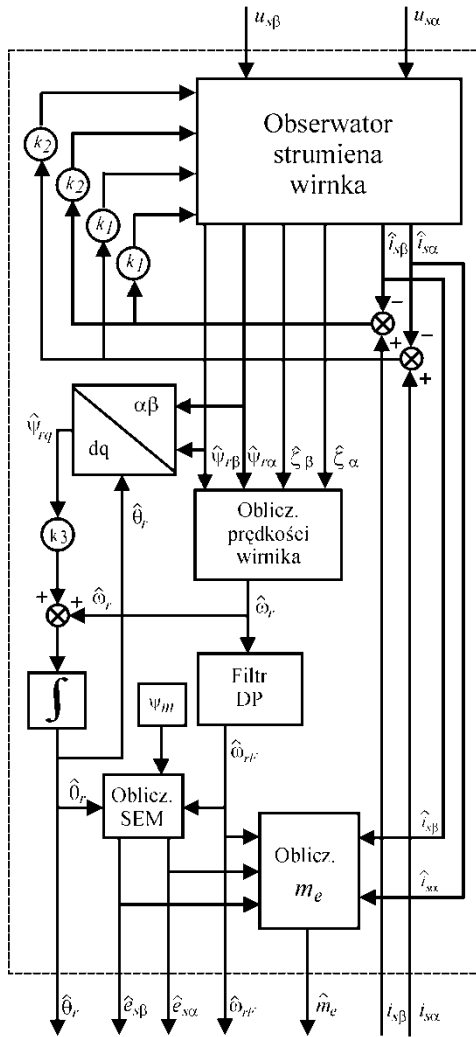 u_sβ u_sα
Obserwator
strumienia
wirnka
k2
k2
k1
k1
î_sβ î_sα
−
−
+
+
αβ
dq
ψ̂_rq
ψ̂_rβ ψ̂_rα ζ̂_β ζ̂_α
θ̂_r
k3
Oblicz.
prędkości
wirnika
+ +
ω̂_r
ω̂_r
∫
Filtr
DP
ψ_m
ω̂_rF
θ̂_r
Oblicz.
SEM
Oblicz.
m_e
î_sβ
î_sα
θ̂_r ê_sβ ê_sα ω̂_rF m̂_e i_sβ i_sα